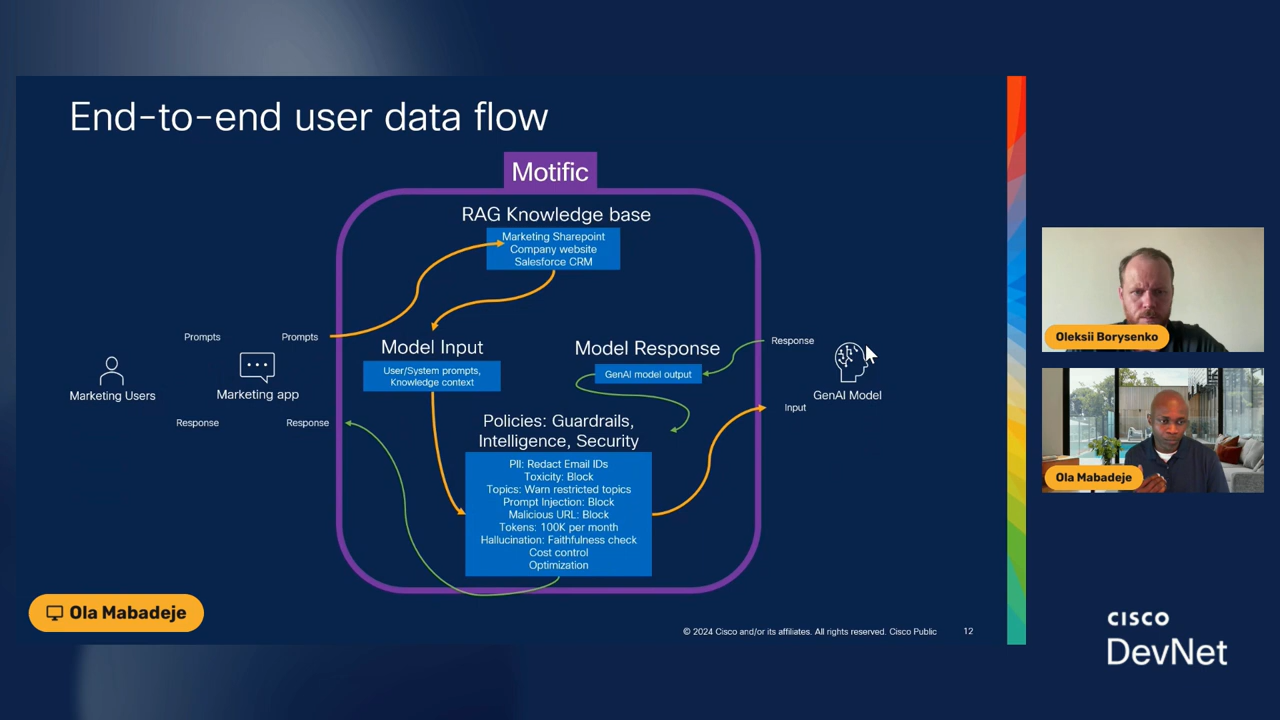 End-to-end user data flow
Motific
RAG Knowledge base
Marketing Sharepoint
Company website
Salesforce CRM
Prompts
Prompts
Marketing Users
Marketing app
Response
Response
Model Input
User/System prompts,
Knowledge context
Model Response
GenAI model output
Response
GenAI Model
Input
Policies: Guardrails,
Intelligence, Security
PII: Redact Email IDs
Toxicity: Block
Topics: Warn restricted topics
Prompt Injection: Block
Malicious URL: Block
Tokens: 100K per month
Hallucination: Faithfulness check
Cost control
Optimization
Ola Mabadeje
© 2024 Cisco and/or its affiliates. All rights reserved. Cisco Public
12
Oleksii Borysenko
Ola Mabadeje
CISCO
DevNet